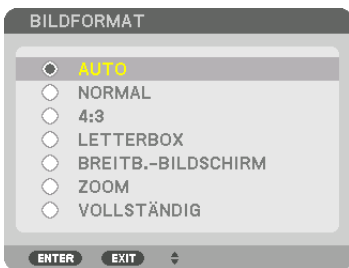 BILDFORMAT
AUTO
NORMAL
4:3
LETTERBOX
BREITB.-BILDSCHIRM
ZOOM
VOLLSTÄNDIG
ENTER EXIT